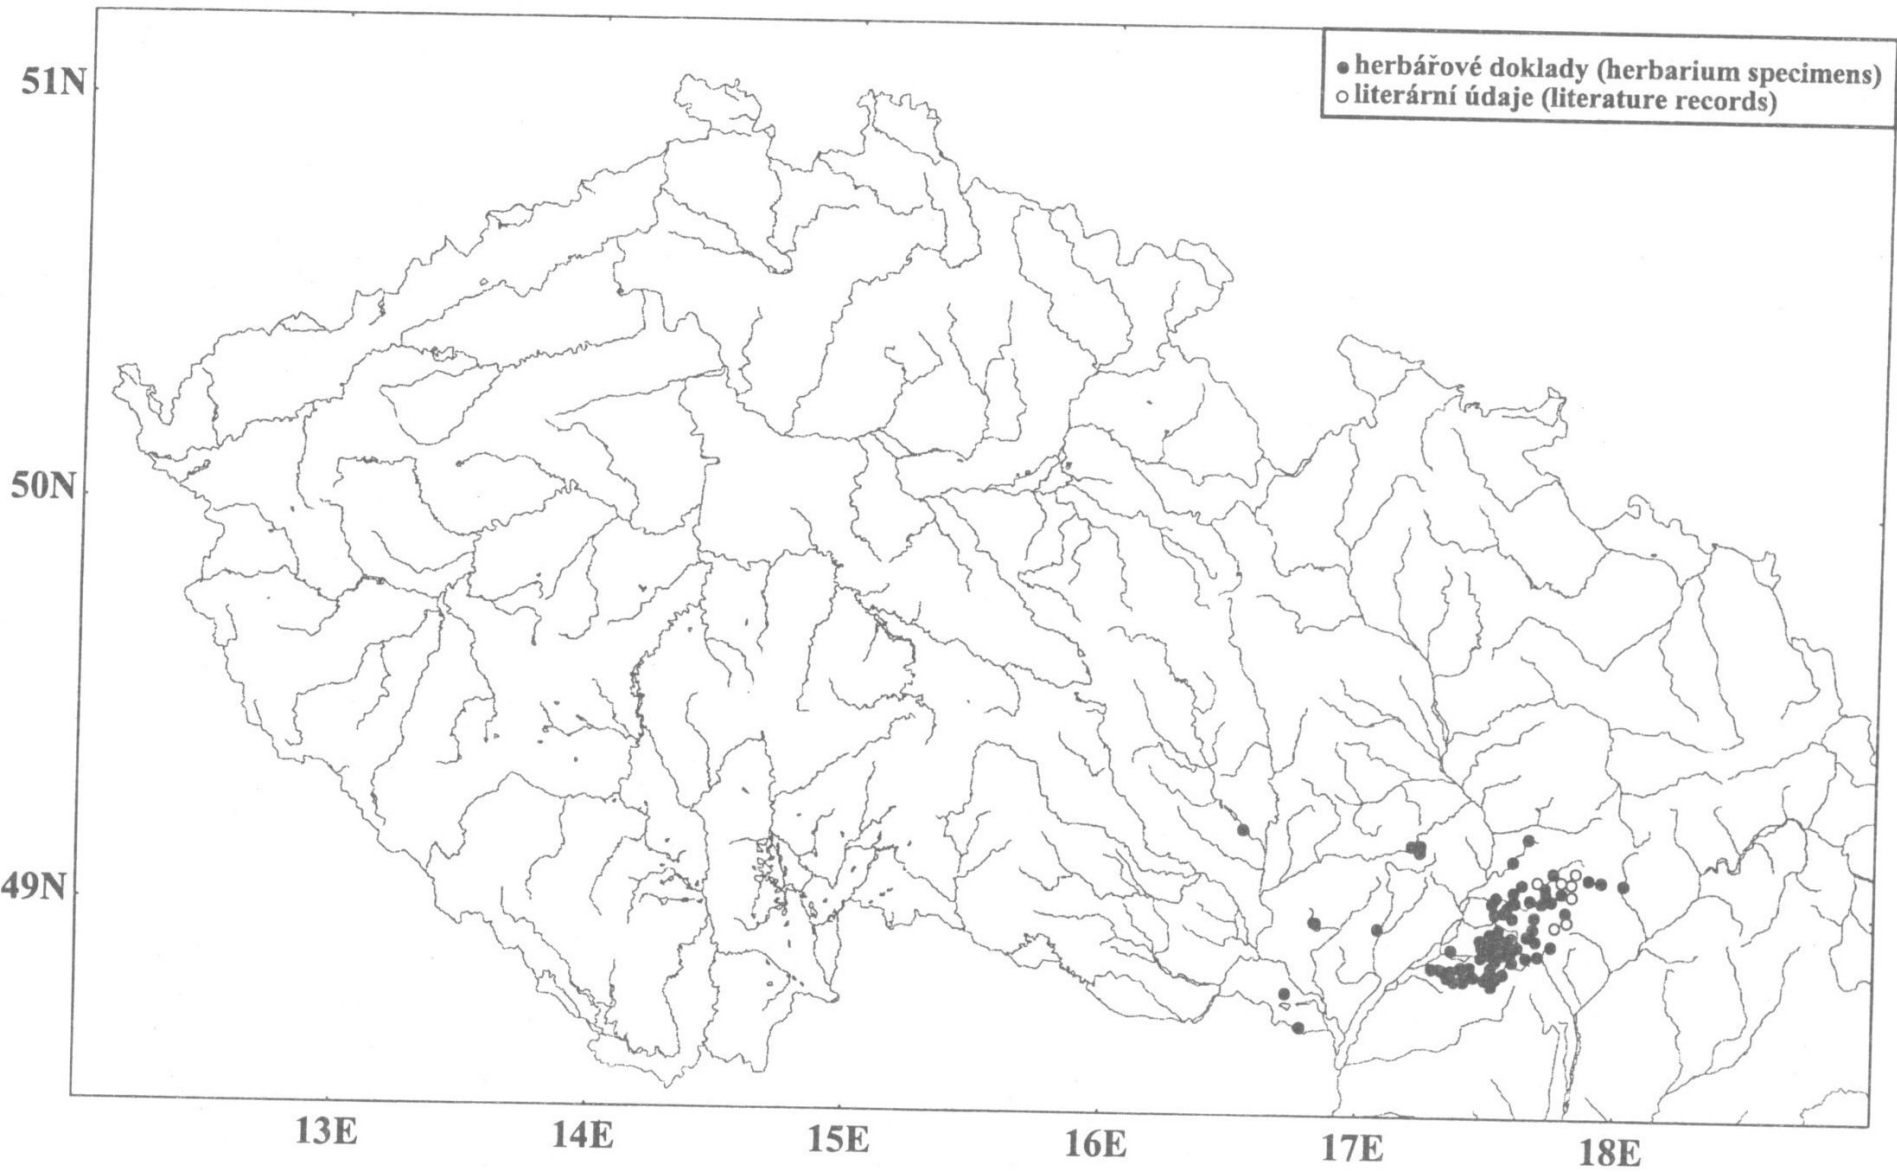 herbářové doklady (herbarium specimens)
literární údaje (literature records)
51N
50N
49N
13E
14E
15E
16E
17E
18E